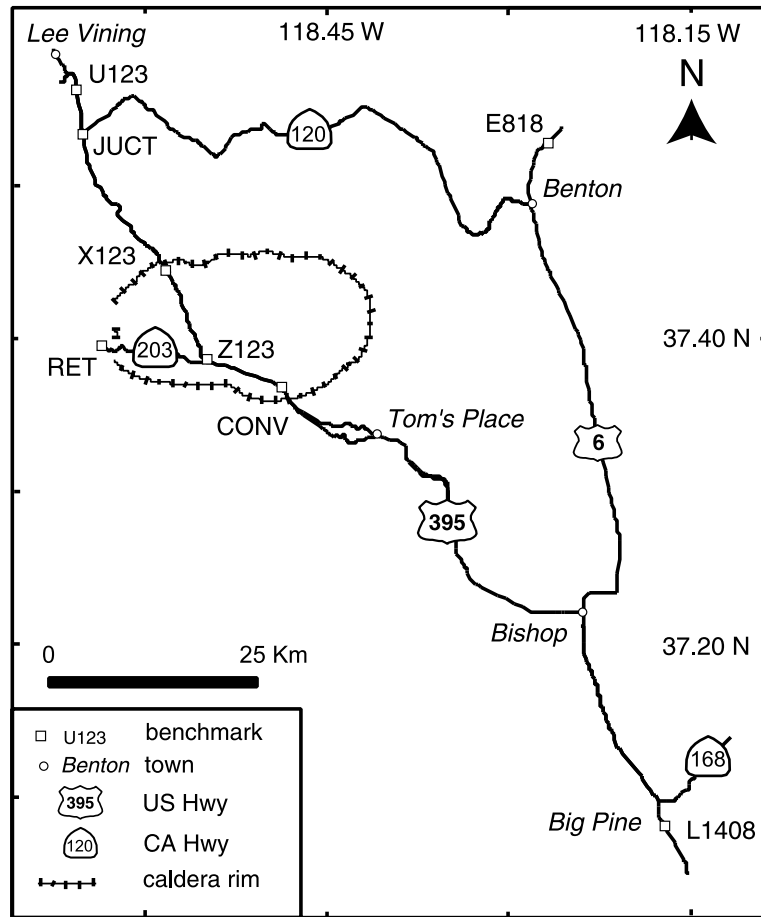 Lee Vining
118.45 W
118.15 W
U123
N
JUCT
120
E818
Benton
X123
203
Z123
RET
37.40 N
CONV
Tom's Place
6
395
Bishop
37.20 N
0 25 Km
168
Big Pine
L1408
U123 benchmark
Benton town
395 US Hwy
120 CA Hwy
caldera rim